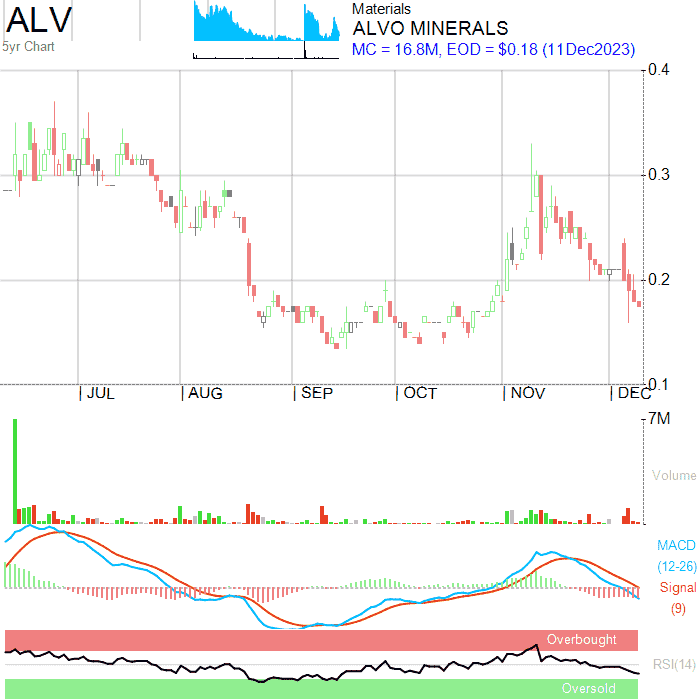 ALV
5yr Chart
Materials
ALVO MINERALS
MC = 16.8M, EOD = $0.18 (11Dec2023)
0.4
0.3
0.2
0.1
JUL
AUG
SEP
OCT
NOV
DEC
7M
Volume
MACD
(12-26)
Signal
(9)
Overbought
RSI(14)
Oversold